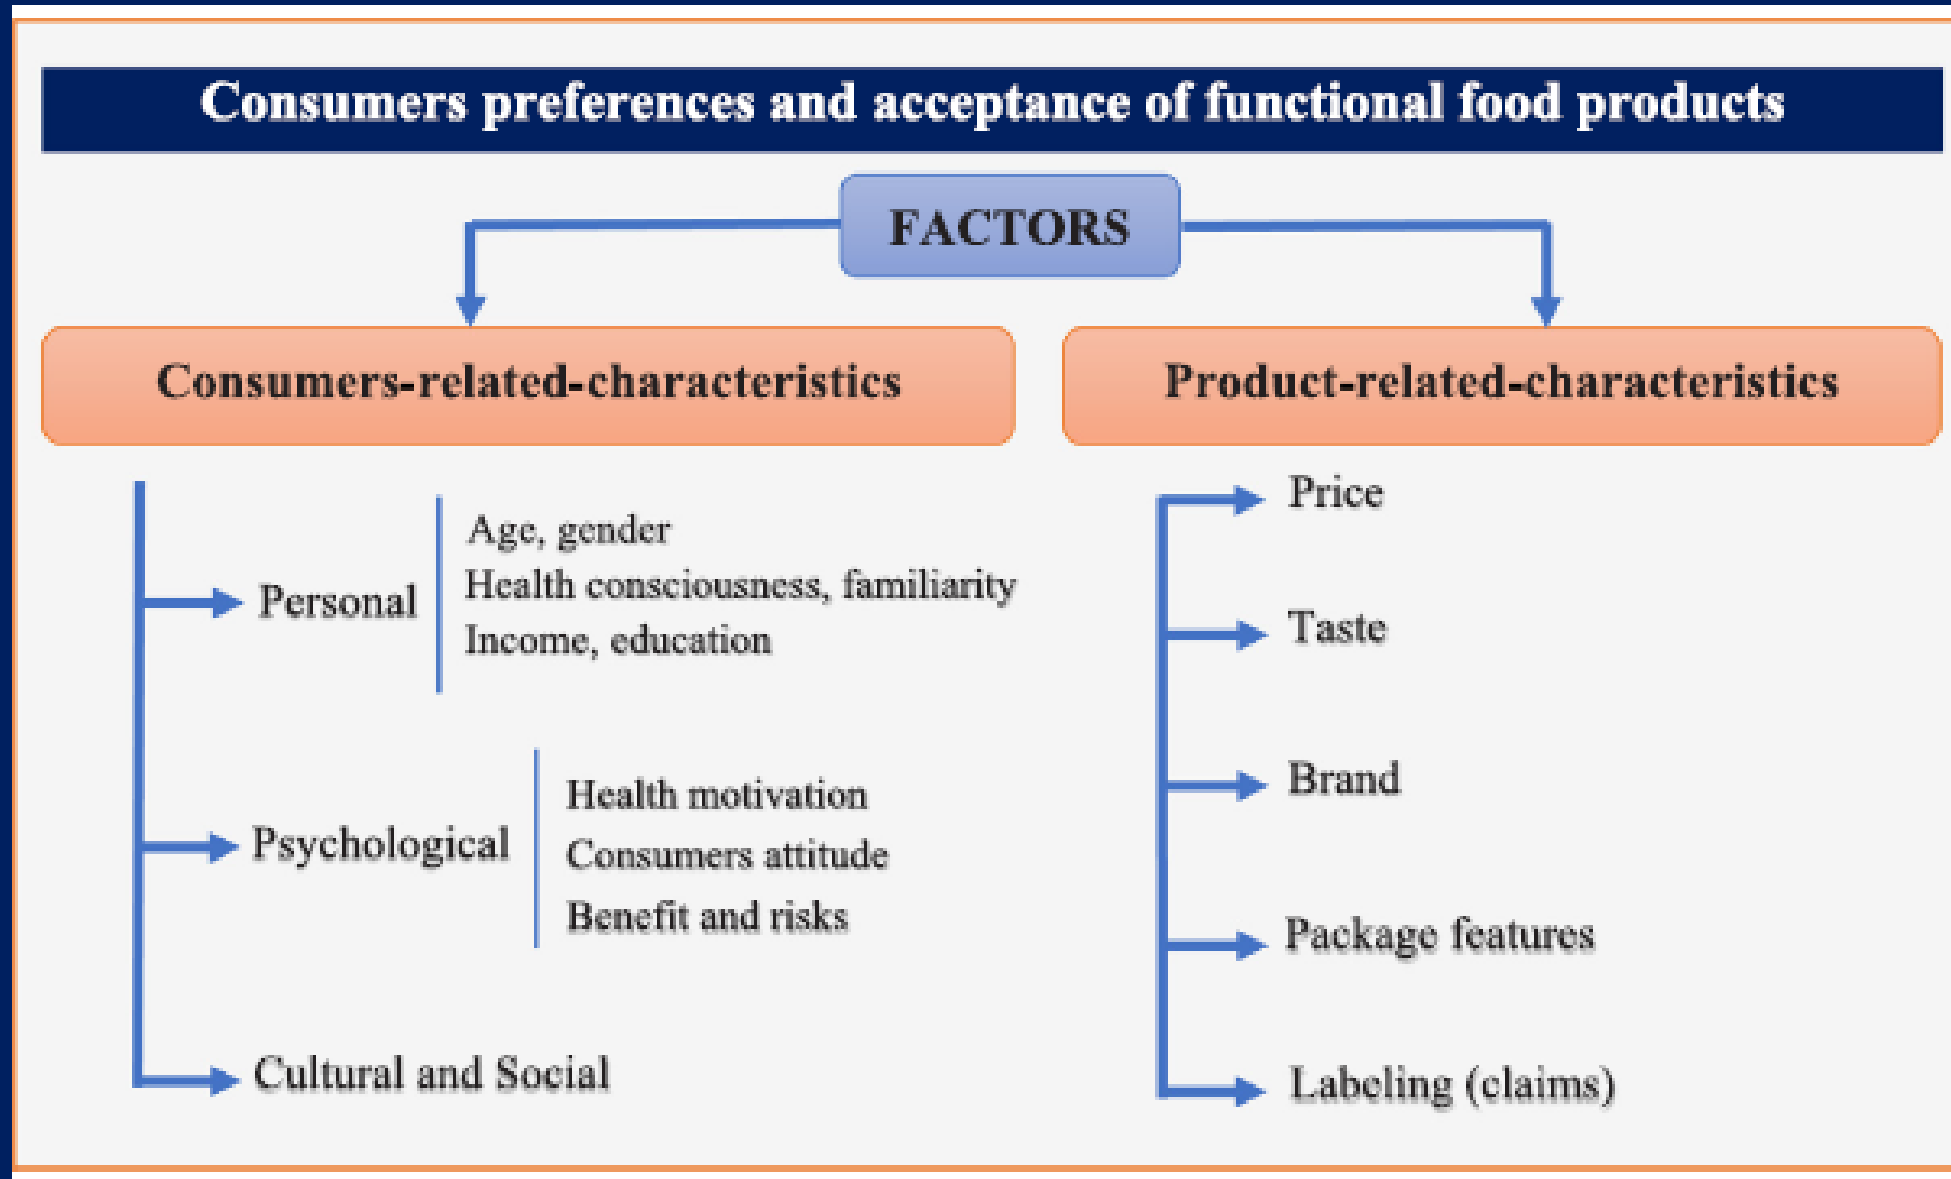 Consumers preferences and acceptance of functional food products
FACTORS
Consumers-related-characteristics
Personal
Age, gender
Health consciousness, familiarity
Income, education
Psychological
Health motivation
Consumers attitude
Benefit and risks
Cultural and Social
Product-related-characteristics
Price
Taste
Brand
Package features
Labeling (claims)